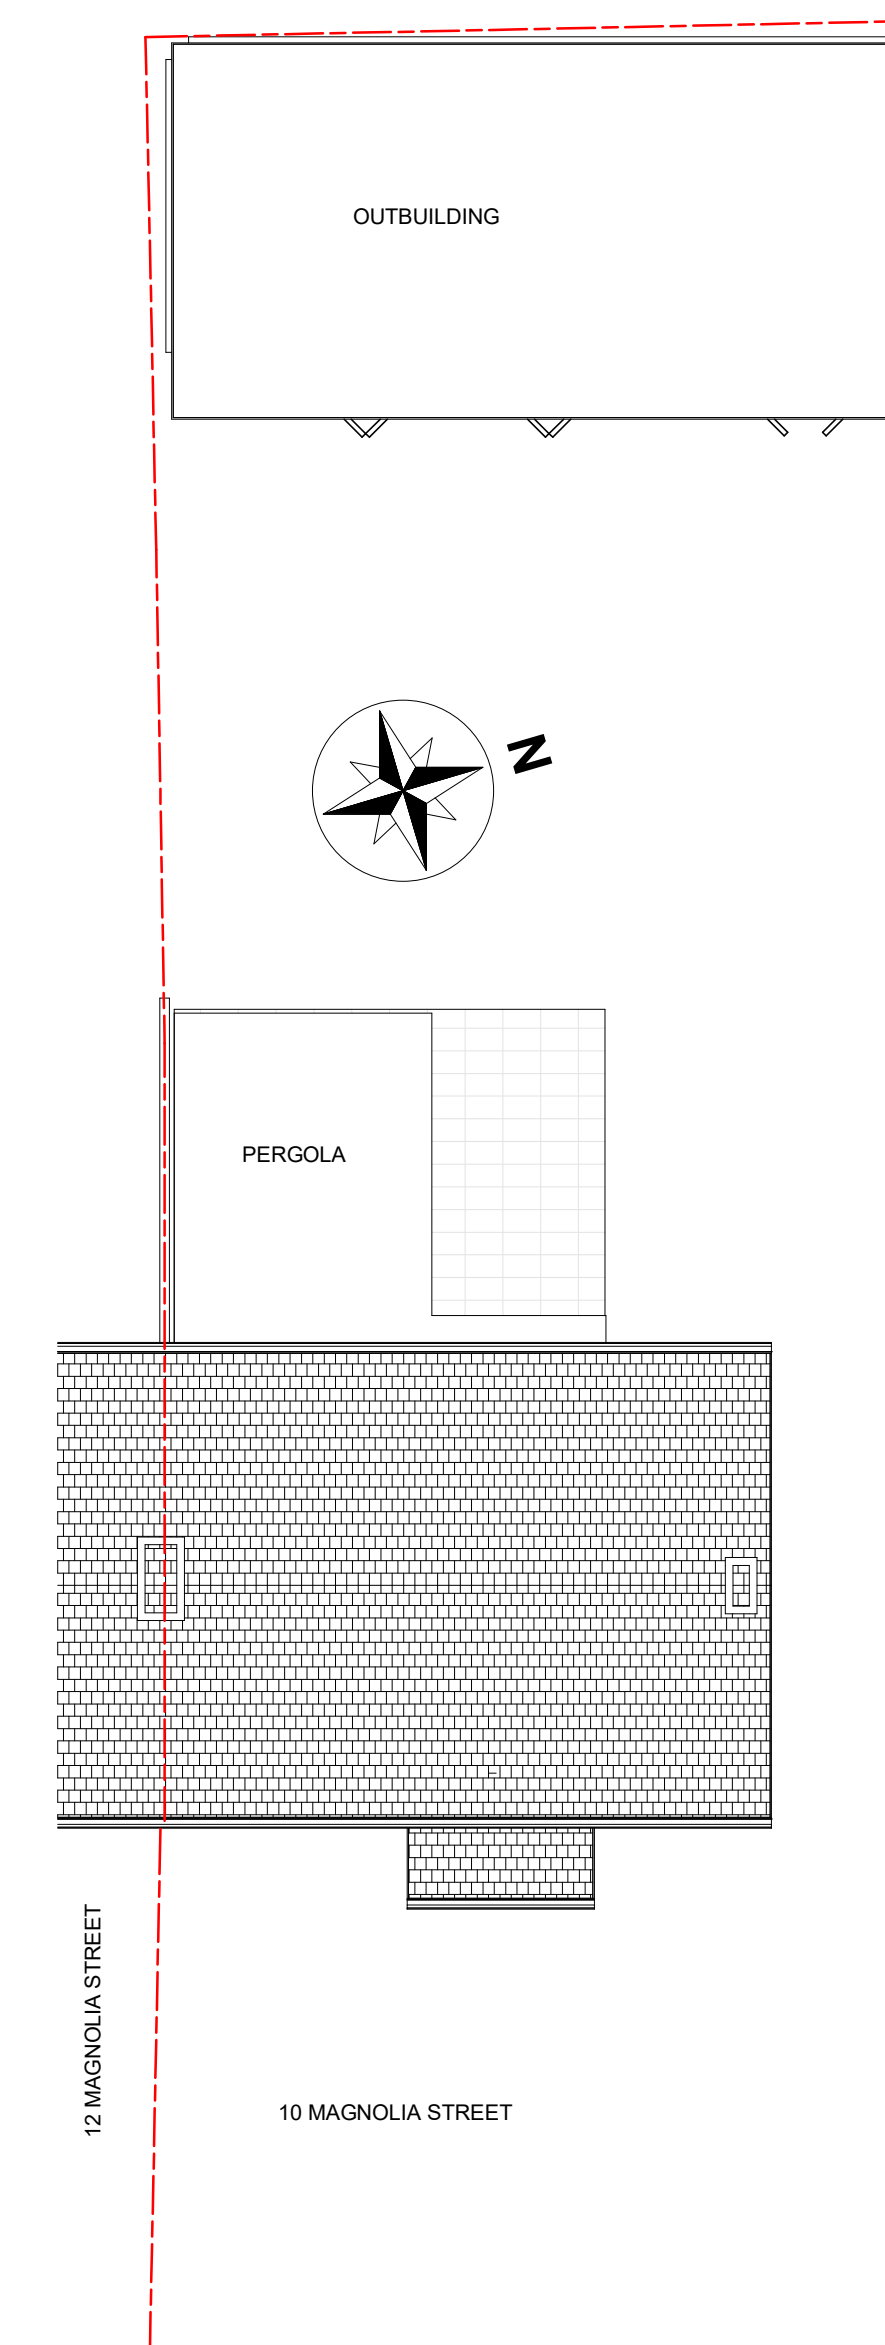 OUTBUILDING
N
PERGOLA
12 MAGNOLIA STREET
10 MAGNOLIA STREET